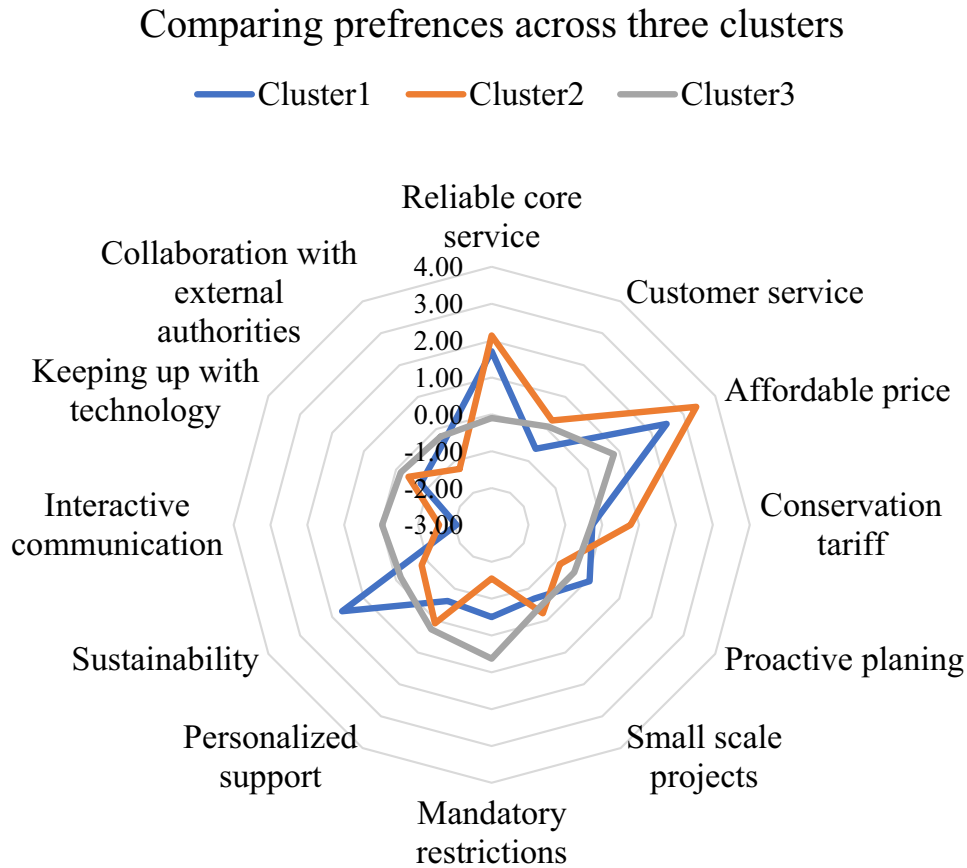 Comparing prefrences across three clusters
Cluster1 Cluster2 Cluster3
Reliable core
service
Customer service
Affordable price
Conservation
tariff
Proactive planing
Small scale
projects
Mandatory
restrictions
Personalized
support
Sustainability
Interactive
communication
Keeping up with
technology
Collaboration with
external
authorities
4.00
3.00
2.00
1.00
0.00
-1.00
-2.00
-3.00